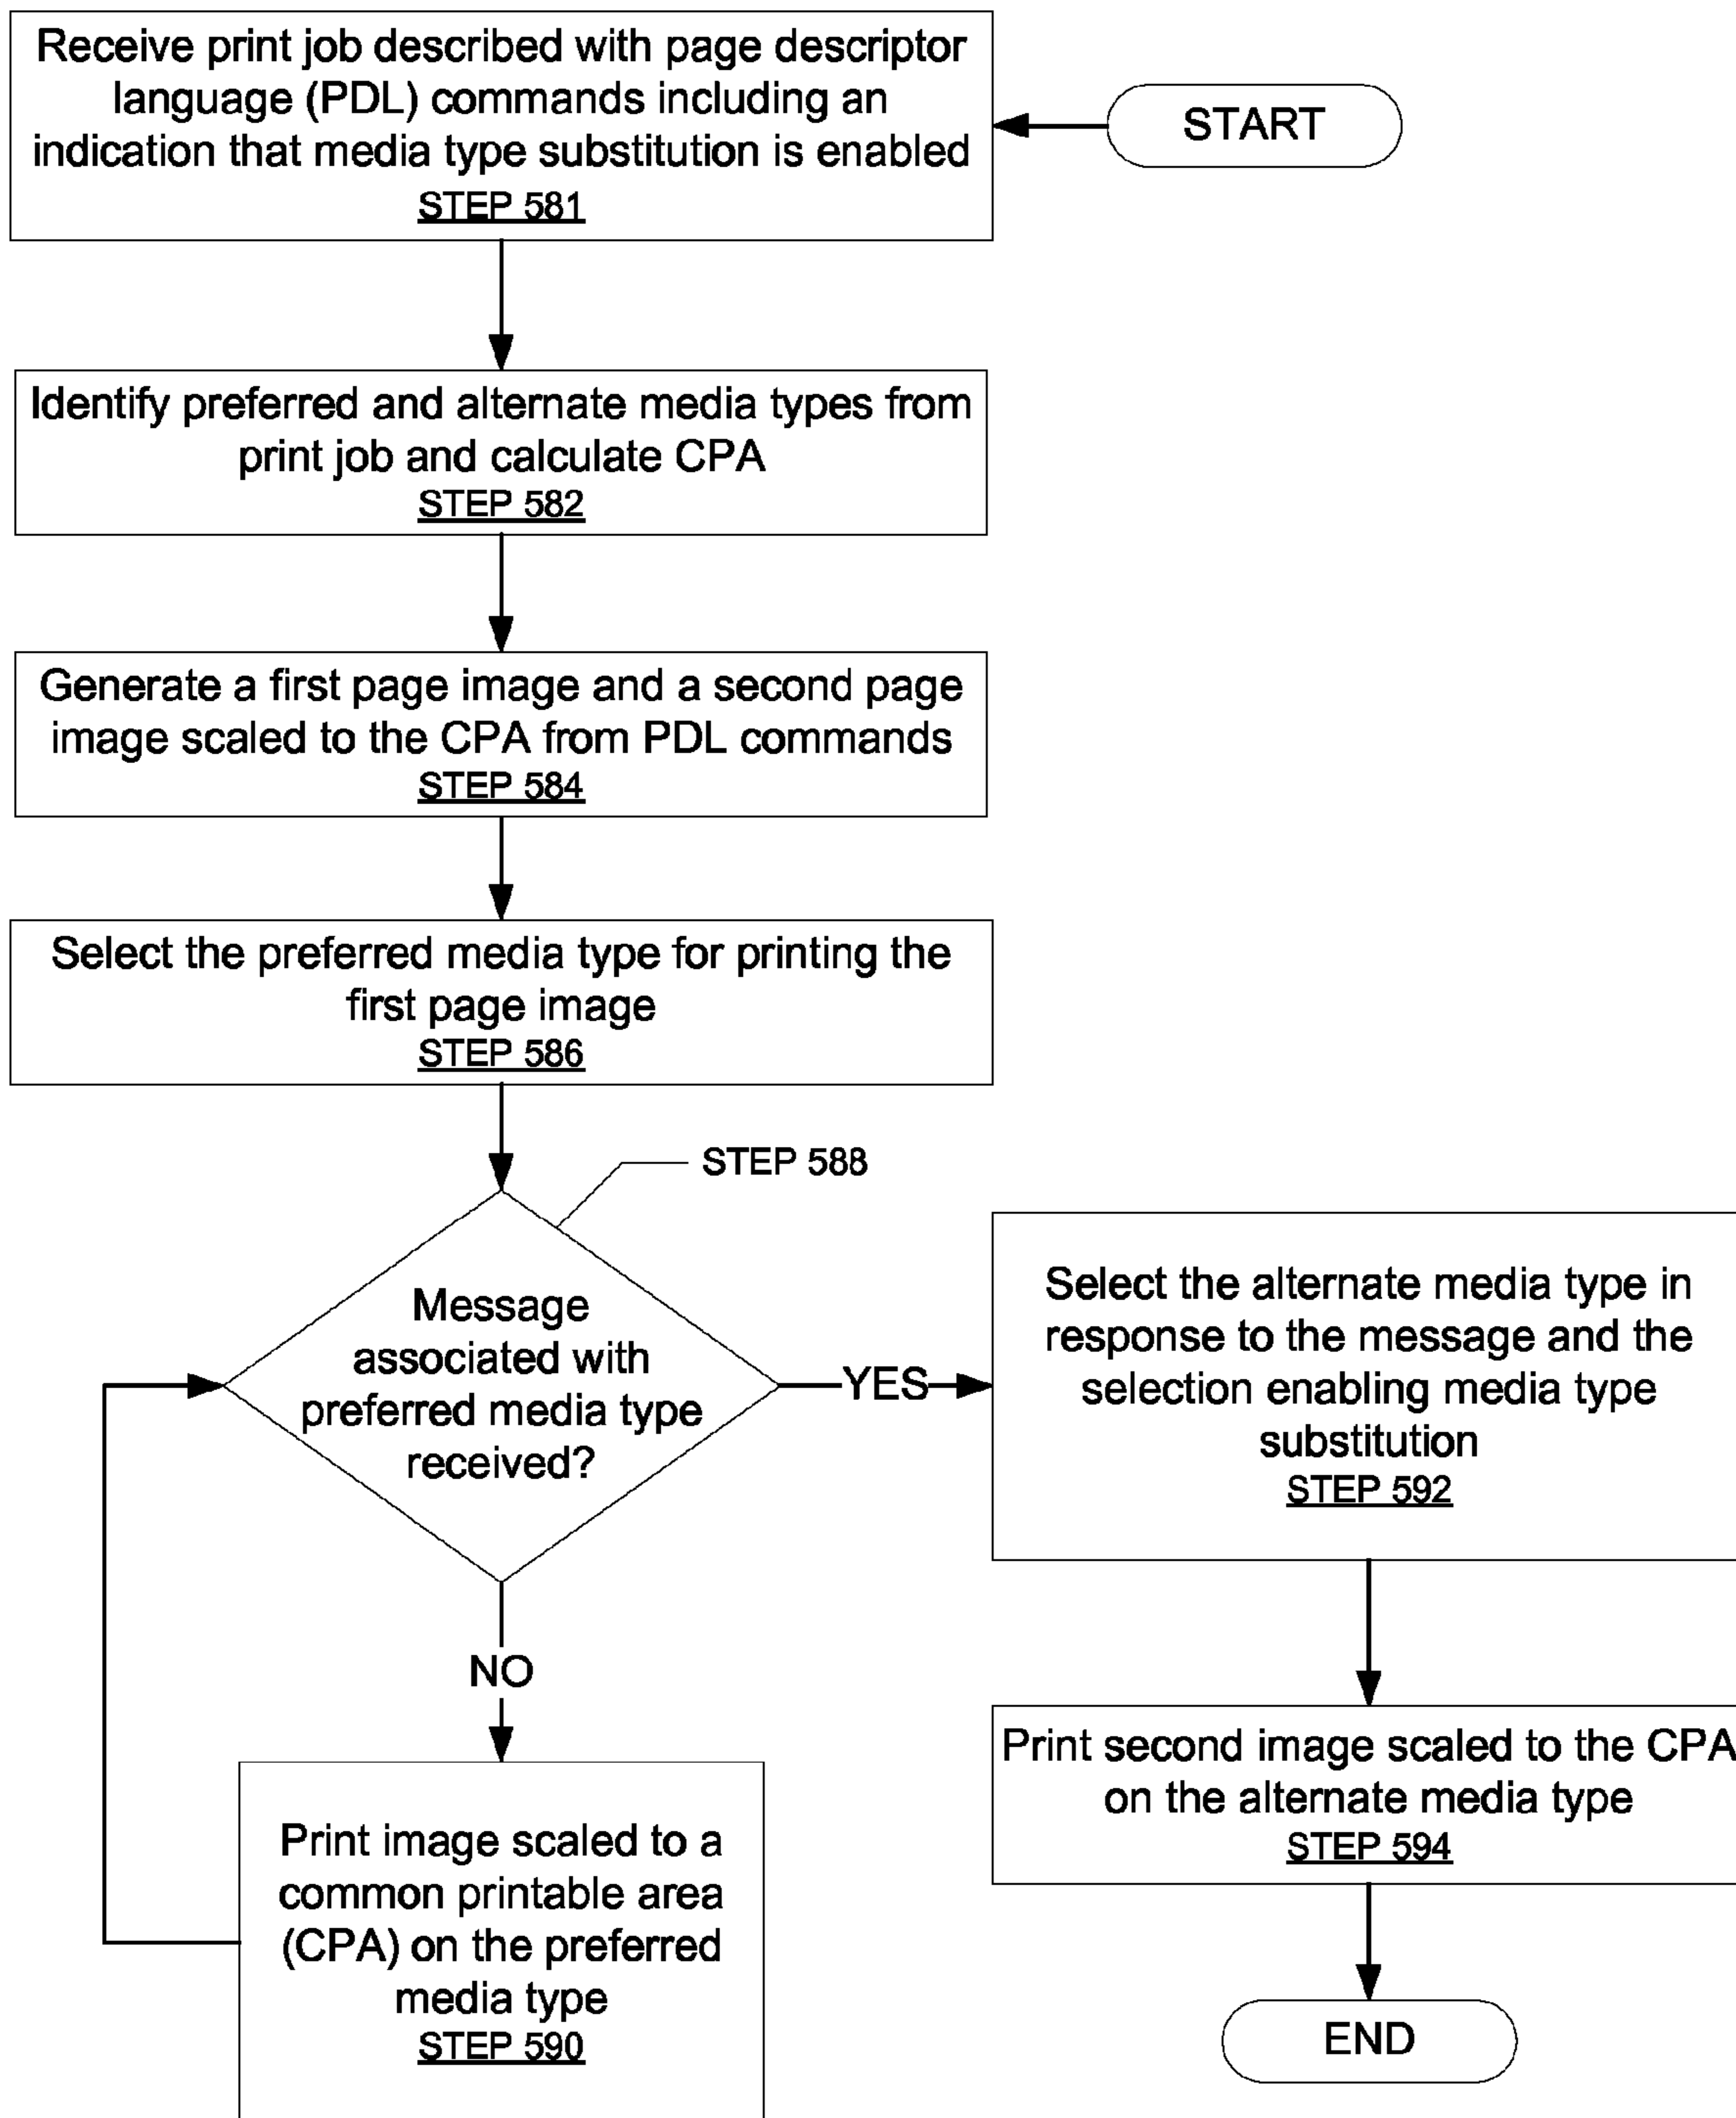 START
Receive print job described with page descriptor
language (PDL) commands including an
indication that media type substitution is enabled
STEP 581
Identify preferred and alternate media types from
print job and calculate CPA
STEP 582
Generate a first page image and a second page
image scaled to the CPA from PDL commands
STEP 584
Select the preferred media type for printing the
first page image
STEP 586
STEP 588
Message
associated with
preferred media type
received?
YES
NO
Print image scaled to a
common printable area
(CPA) on the preferred
media type
STEP 590
Select the alternate media type in
response to the message and the
selection enabling media type
substitution
STEP 592
Print second image scaled to the CPA
on the alternate media type
STEP 594
END